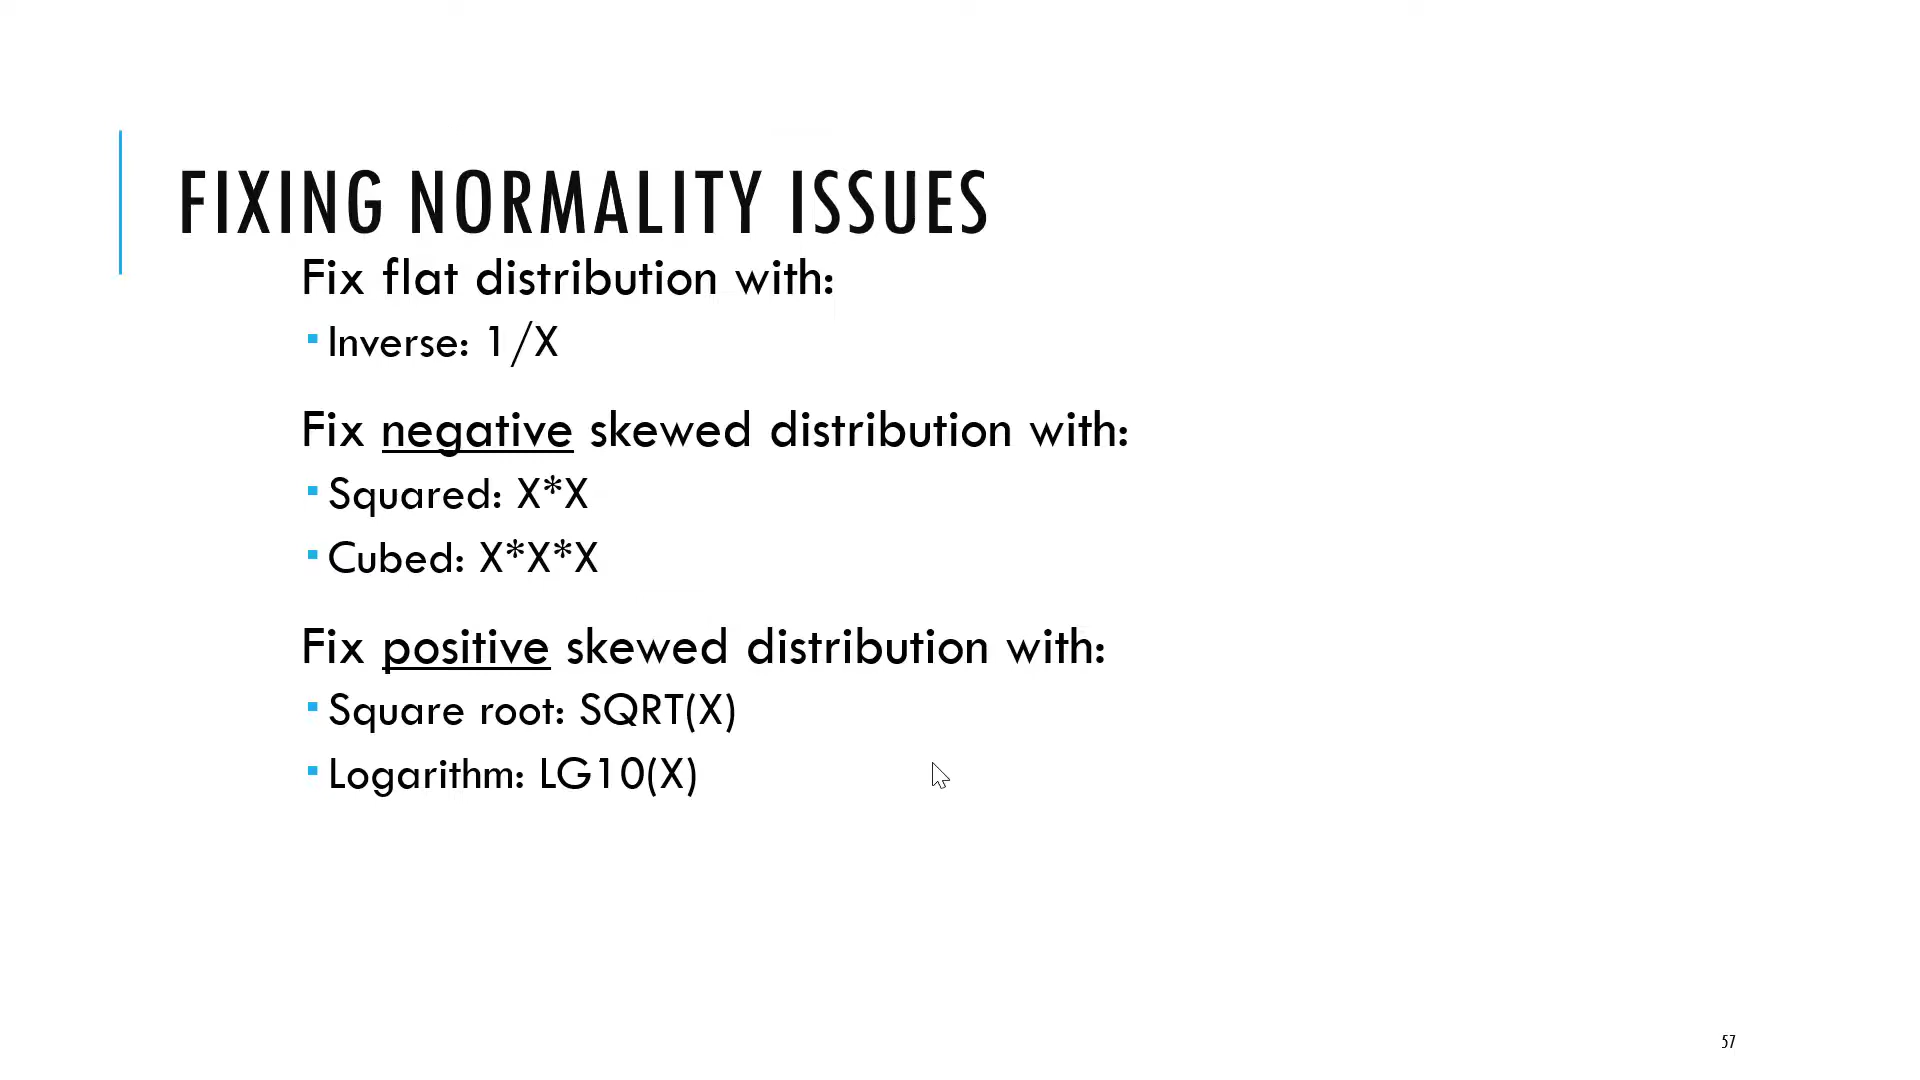 FIXING NORMALITY ISSUES
Fix flat distribution with:
▪ Inverse: 1/X
Fix negative skewed distribution with:
▪ Squared: X*X
▪ Cubed: X*X*X
Fix positive skewed distribution with:
▪ Square root: SQRT(X)
▪ Logarithm: LG10(X)
57